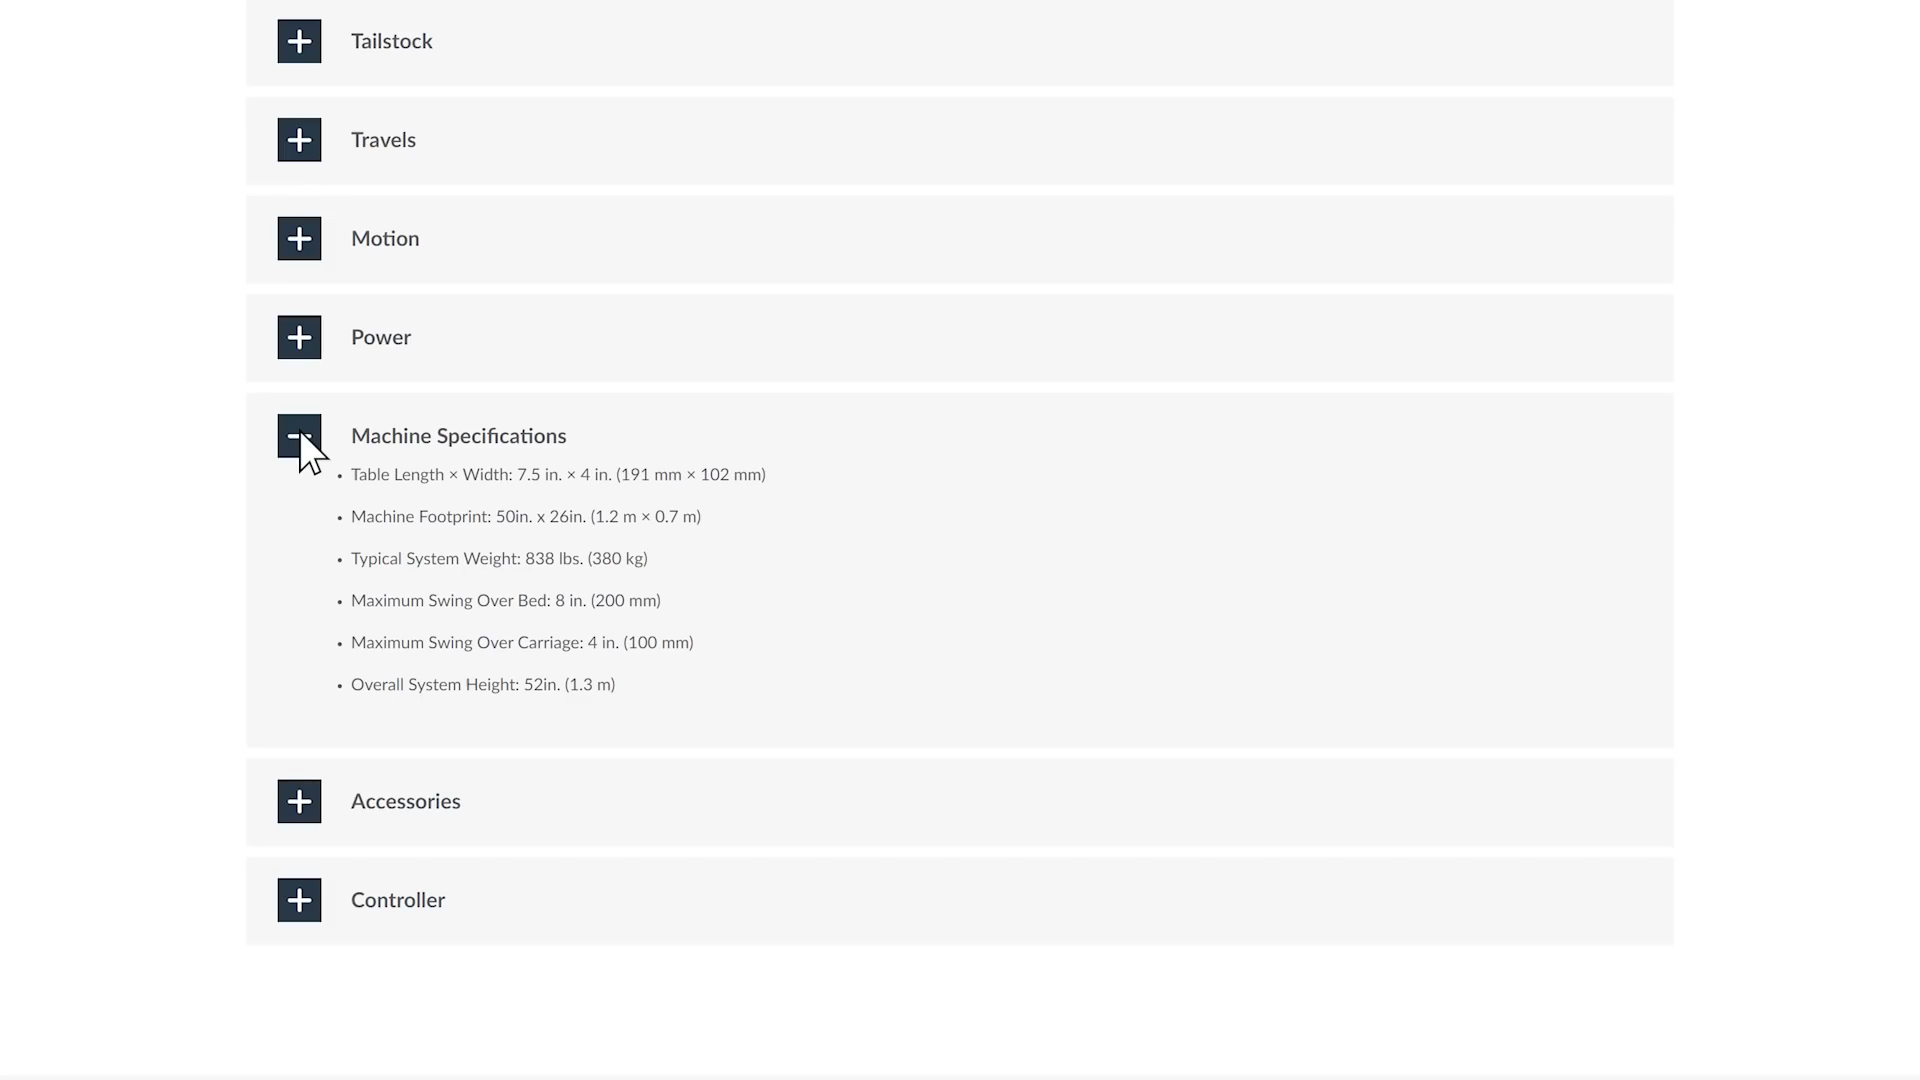 Tailstock
Travels
Motion
Power
Machine Specifications
• Table Length × Width: 7.5 in. × 4 in. (191 mm × 102 mm)
• Machine Footprint: 50in. x 26in. (1.2 m × 0.7 m)
• Typical System Weight: 838 lbs. (380 kg)
• Maximum Swing Over Bed: 8 in. (200 mm)
• Maximum Swing Over Carriage: 4 in. (100 mm)
• Overall System Height: 52in. (1.3 m)
Accessories
Controller